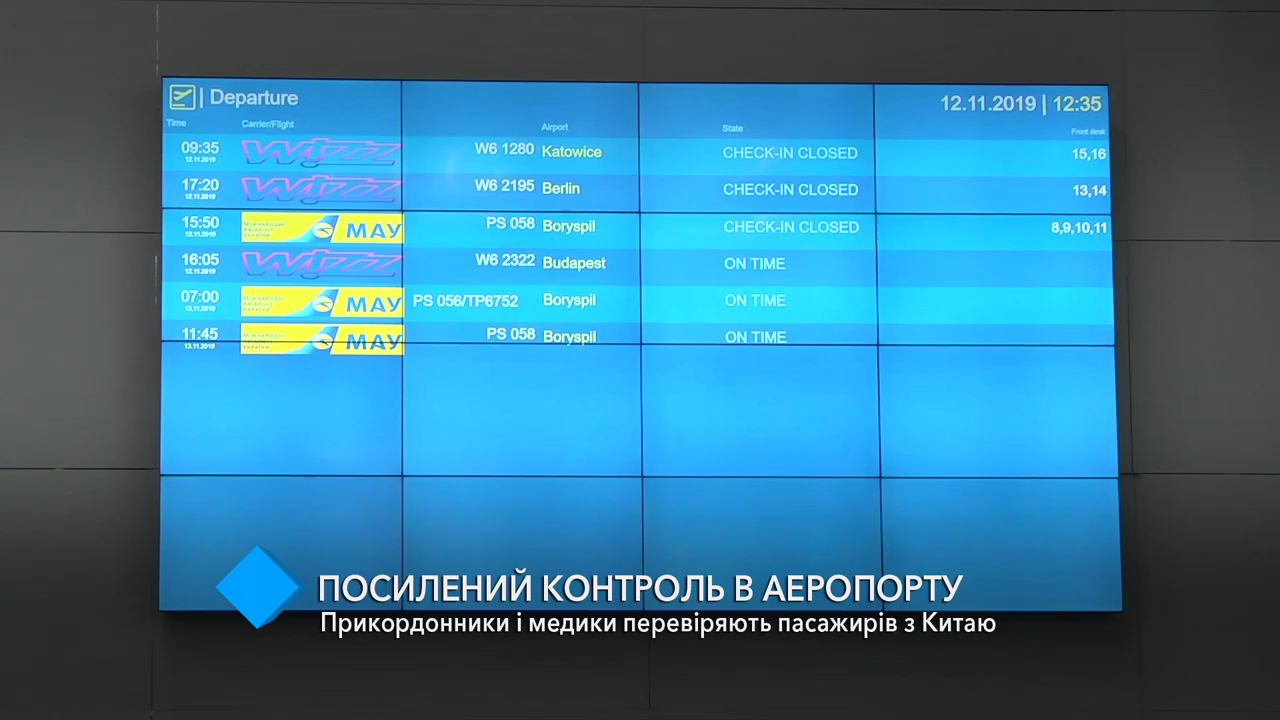 | Departure
12.11.2019 | 12:35
Time Carrier/Flight Airport State Front desk
09:35 12.11.2019 Wizz W6 1280 Katowice CHECK-IN CLOSED 15,16
17:20 12.11.2019 Wizz W6 2195 Berlin CHECK-IN CLOSED 13,14
15:50 12.11.2019 МАУ PS 058 Boryspil CHECK-IN CLOSED 8,9,10,11
16:05 12.11.2019 Wizz W6 2322 Budapest ON TIME
07:00 13.11.2019 МАУ PS 056/TP6752 Boryspil ON TIME
11:45 13.11.2019 МАУ PS 058 Boryspil ON TIME
ПОСИЛЕНИЙ КОНТРОЛЬ В АЕРОПОРТУ
Прикордонники і медики перевіряють пасажирів з Китаю